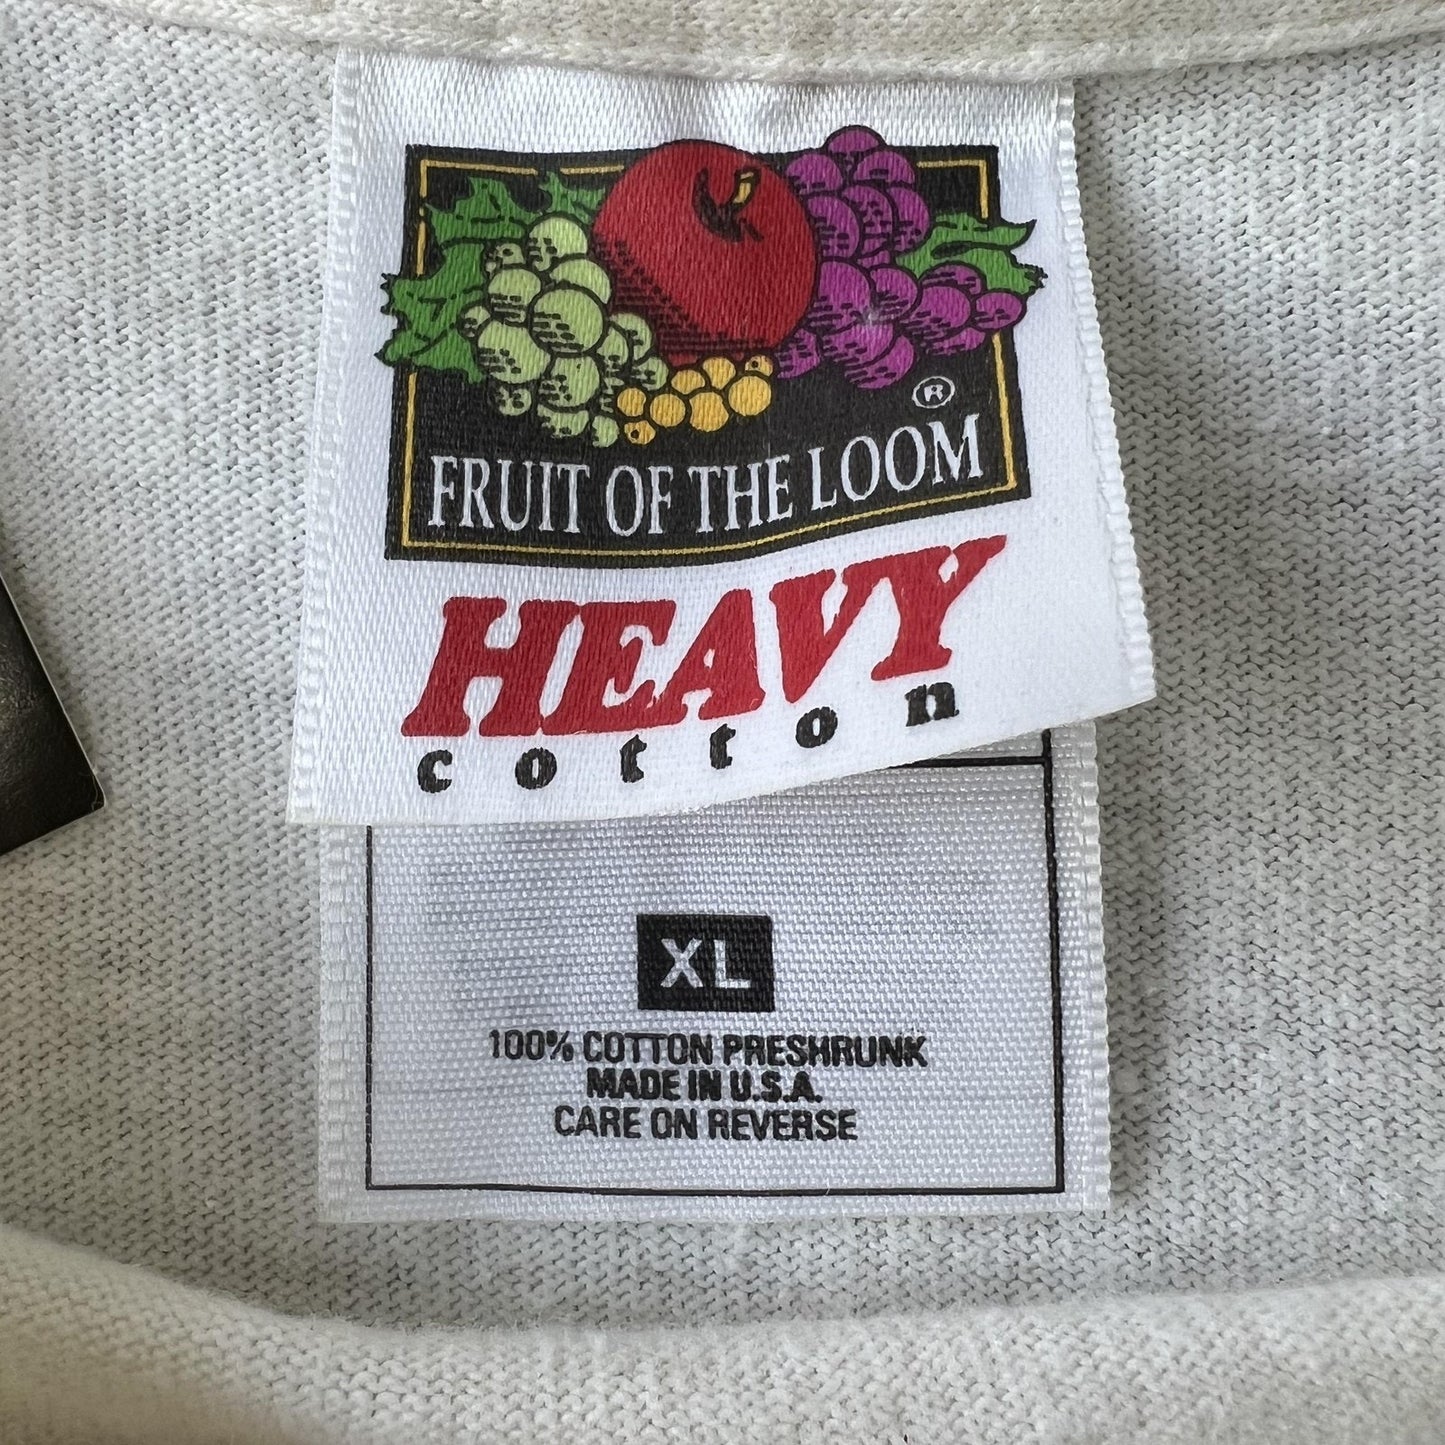 ®
FRUIT OF THE LOOM
HEAVY
cotton
XL
100% COTTON PRESHRUNK
MADE IN U.S.A.
CARE ON REVERSE